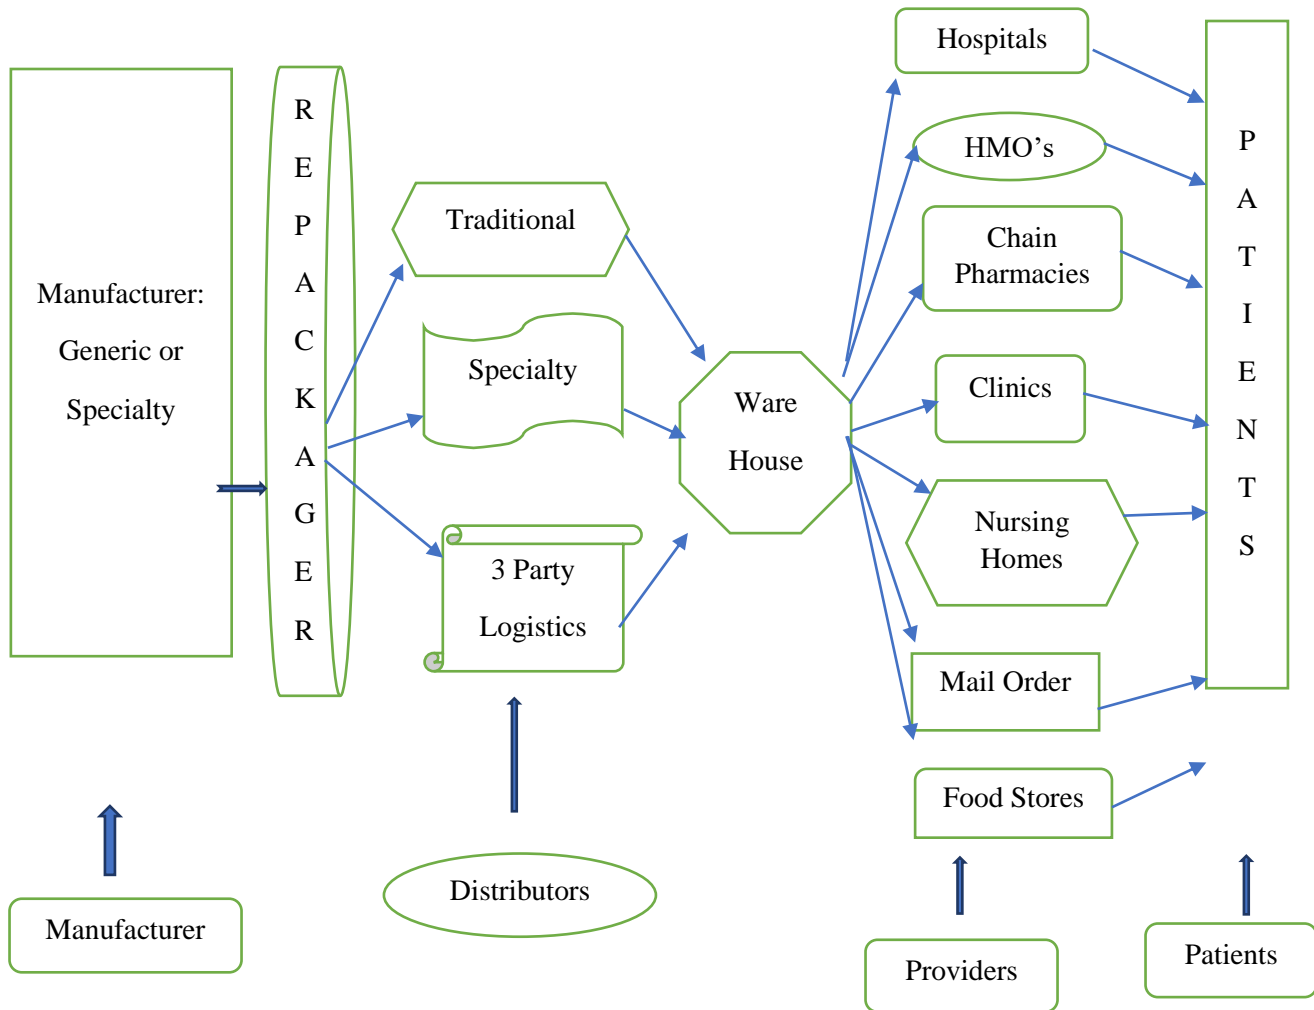 Manufacturer:
Generic or
Specialty
R
E
P
A
C
K
A
G
E
R
Traditional
Specialty
3 Party
Logistics
Ware
House
Hospitals
HMO’s
Chain
Pharmacies
Clinics
Nursing
Homes
Mail Order
Food Stores
P
A
T
I
E
N
T
S
Manufacturer
Distributors
Providers
Patients